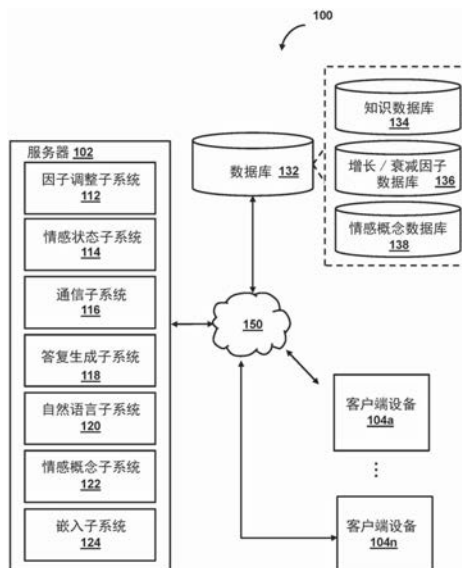 100
服务器 102
因子调整子系统
112
情感状态子系统
114
通信子系统
116
答复生成子系统
118
自然语言子系统
120
情感概念子系统
122
嵌入子系统
124
数据库 132
知识数据库
134
增长／衰减因子
数据库 136
情感概念数据库
138
150
客户端设备
104a
...
客户端设备
104n